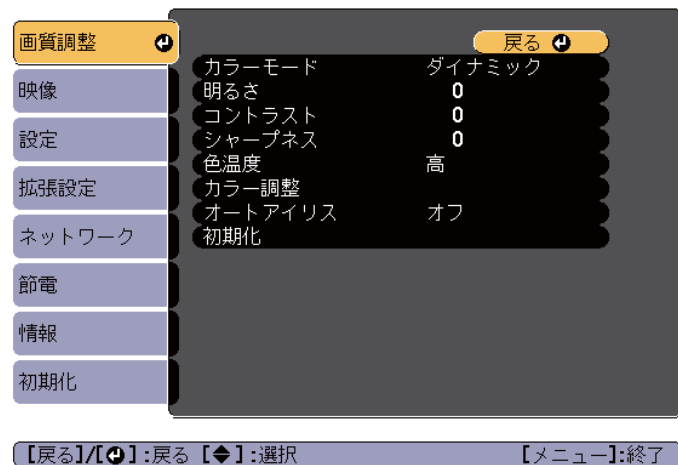 画質調整
映像
設定
拡張設定
ネットワーク
節電
情報
初期化
戻る
カラーモード ダイナミック
明るさ 0
コントラスト 0
シャープネス 0
色温度 高
カラー調整
オートアイリス オフ
初期化
【戻る】/【】:戻る 【】:選択 【メニュー】:終了